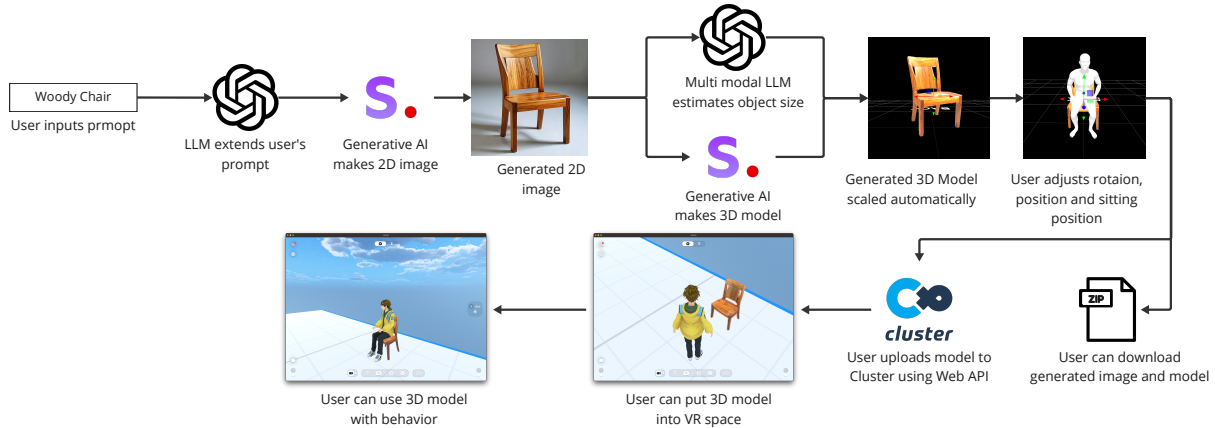 Woody Chair
User inputs prmopt
LLM extends user's
prompt
S.
Generative AI
makes 2D image
Generated 2D
image
Multi modal LLM
estimates object size
S.
Generative AI
makes 3D model
Generated 3D Model
scaled automatically
User adjusts rotaion,
position and sitting
position
cluster
User uploads model to
Cluster using Web API
ZIP
User can download
generated image and model
User can put 3D model
into VR space
User can use 3D model
with behavior